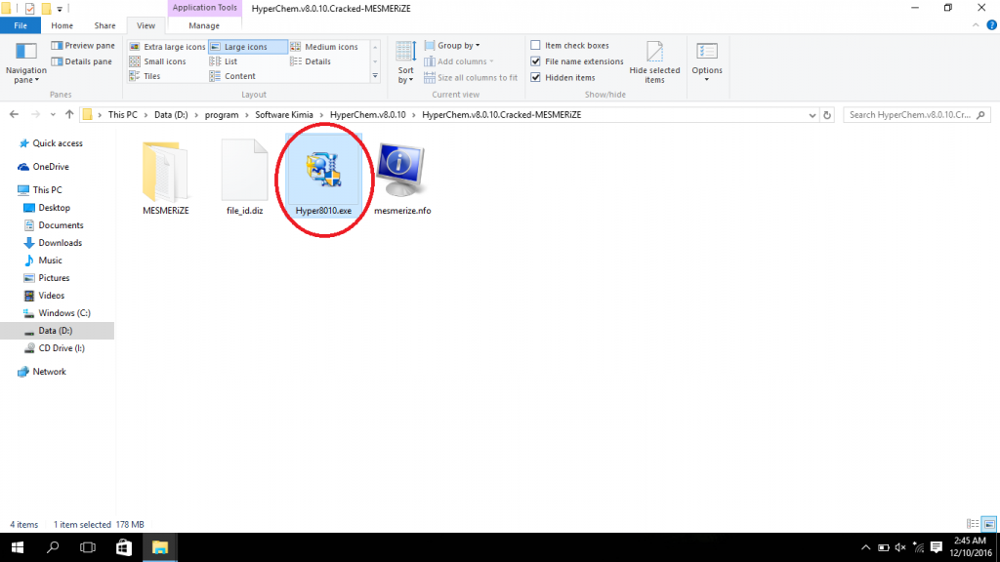 Application Tools
HyperChem.v8.0.10.Cracked-MESMERiZE
File
Home
Share
View
Manage
Navigation pane
Preview pane
Details pane
Panes
Extra large icons
Large icons
Medium icons
Small icons
List
Details
Tiles
Content
Layout
Sort by
Group by
Add columns
Size all columns to fit
Current view
Item check boxes
File name extensions
Hidden items
Hide selected items
Show/hide
Options
This PC > Data (D:) > program > Software Kimia > HyperChem.v8.0.10 > HyperChem.v8.0.10.Cracked-MESMERiZE
Search HyperChem.v8.0.10.Cr...
Quick access
OneDrive
This PC
Desktop
Documents
Downloads
Music
Pictures
Videos
Windows (C:)
Data (D:)
CD Drive (I:)
Network
MESMERiZE
file_id.diz
Hyper8010.exe
mesmerize.nfo
4 items
1 item selected 178 MB
2:45 AM
12/10/2016